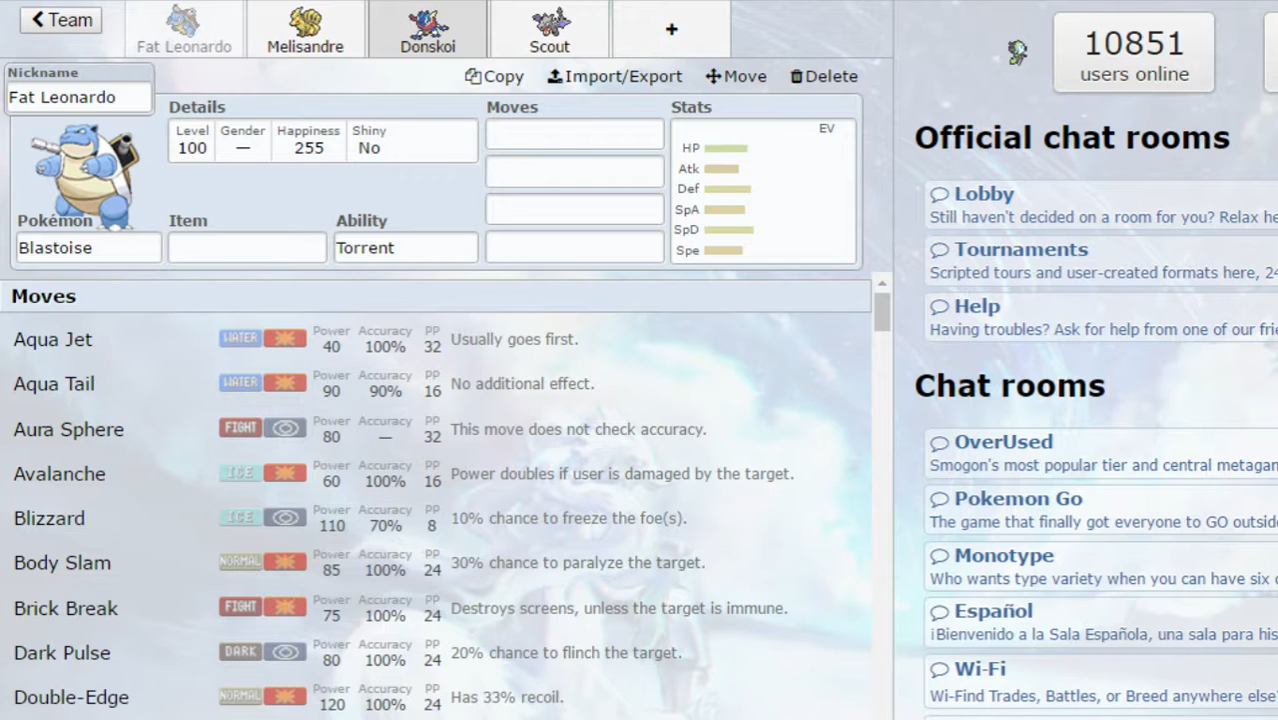 Team
Fat Leonardo
Melisandre
Donskoi
Scout
+
10851
users online
Copy
Import/Export
Move
Delete
Nickname
Fat Leonardo
Details
Level
100
Gender
—
Happiness
255
Shiny
No
Moves
Stats
EV
HP
Atk
Def
SpA
SpD
Spe
Pokémon
Blastoise
Item
Ability
Torrent
Moves
Aqua Jet WATER Power 40 Accuracy 100% PP 32 Usually goes first.
Aqua Tail WATER Power 90 Accuracy 90% PP 16 No additional effect.
Aura Sphere FIGHT Power 80 Accuracy — PP 32 This move does not check accuracy.
Avalanche ICE Power 60 Accuracy 100% PP 16 Power doubles if user is damaged by the target.
Blizzard ICE Power 110 Accuracy 70% PP 8 10% chance to freeze the foe(s).
Body Slam NORMAL Power 85 Accuracy 100% PP 24 30% chance to paralyze the target.
Brick Break FIGHT Power 75 Accuracy 100% PP 24 Destroys screens, unless the target is immune.
Dark Pulse DARK Power 80 Accuracy 100% PP 24 20% chance to flinch the target.
Double-Edge NORMAL Power 120 Accuracy 100% PP 24 Has 33% recoil.
Official chat rooms
Lobby
Still haven't decided on a room for you? Relax he
Tournaments
Scripted tours and user-created formats here, 24
Help
Having troubles? Ask for help from one of our frie
Chat rooms
OverUsed
Smogon's most popular tier and central metagan
Pokemon Go
The game that finally got everyone to GO outsid
Monotype
Who wants type variety when you can have six o
Español
¡Bienvenido a la Sala Española, una sala para his
Wi-Fi
Wi-Find Trades, Battles, or Breed anywhere else